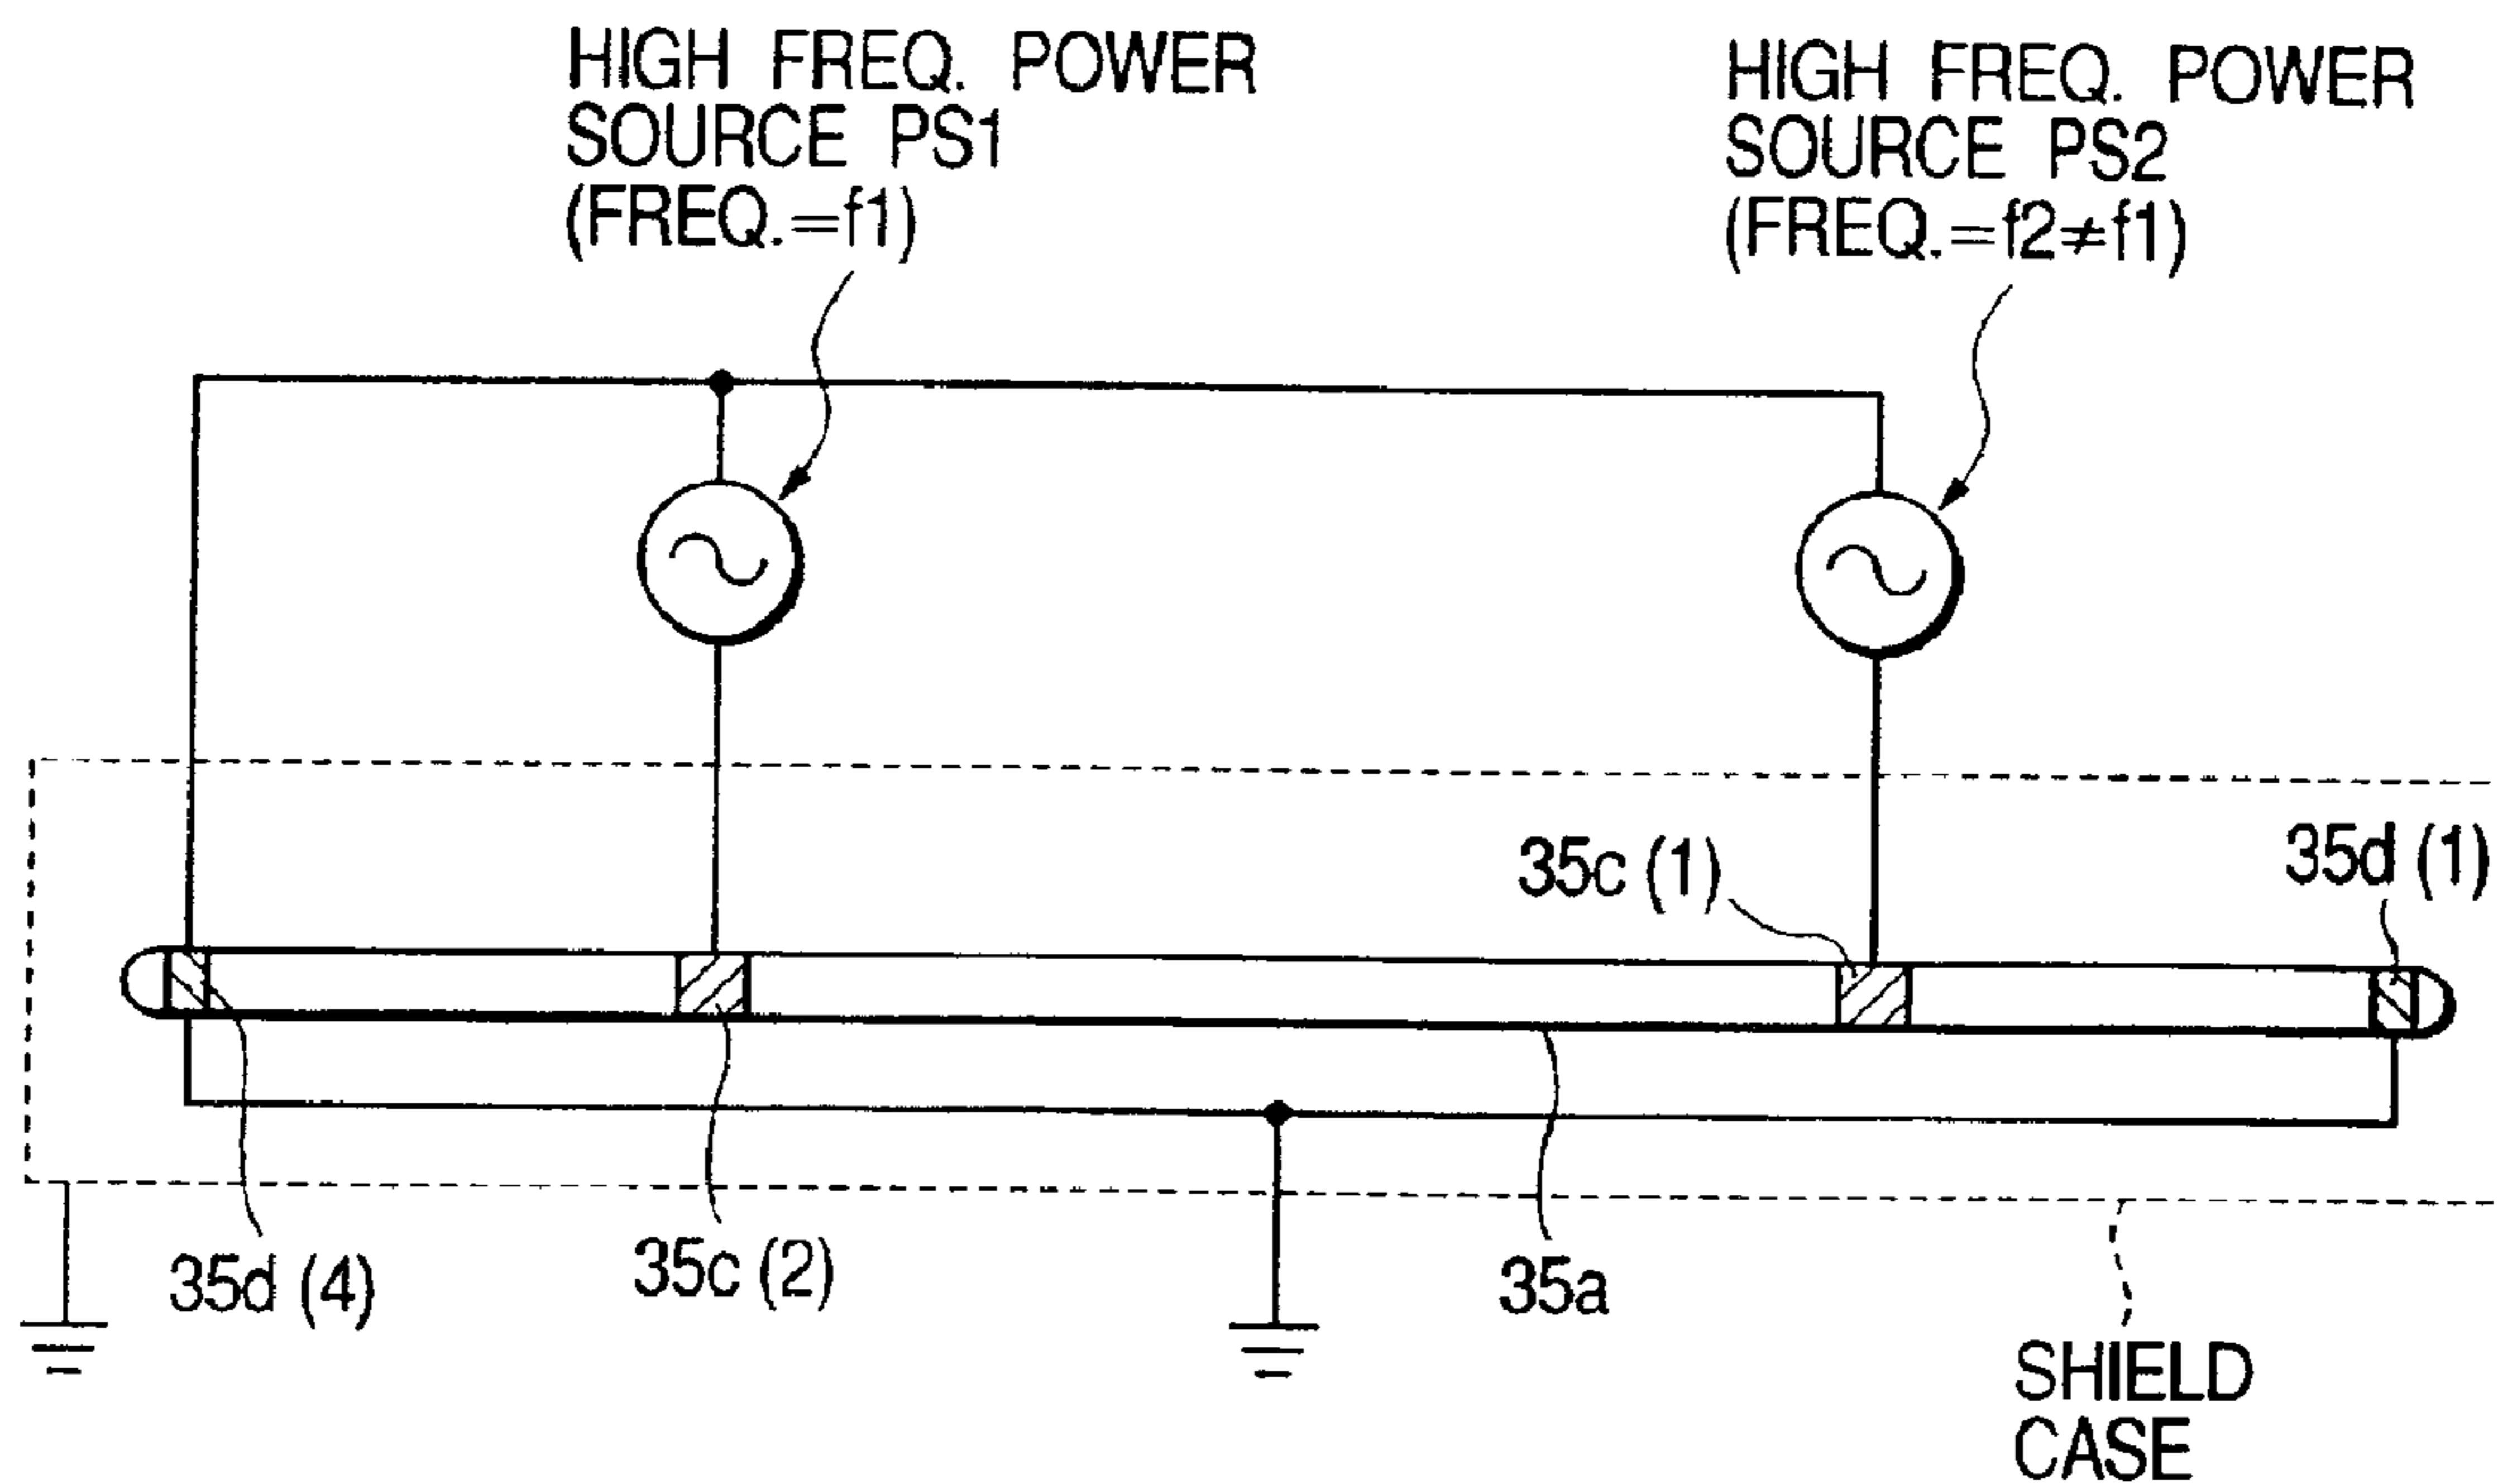 HIGH FREQ. POWER
SOURCE PS1
(FREQ.=f1)
HIGH FREQ. POWER
SOURCE PS2
(FREQ.=f2≠f1)
35c (1)
35d (1)
35d (4)
35c (2)
35a
SHIELD
CASE